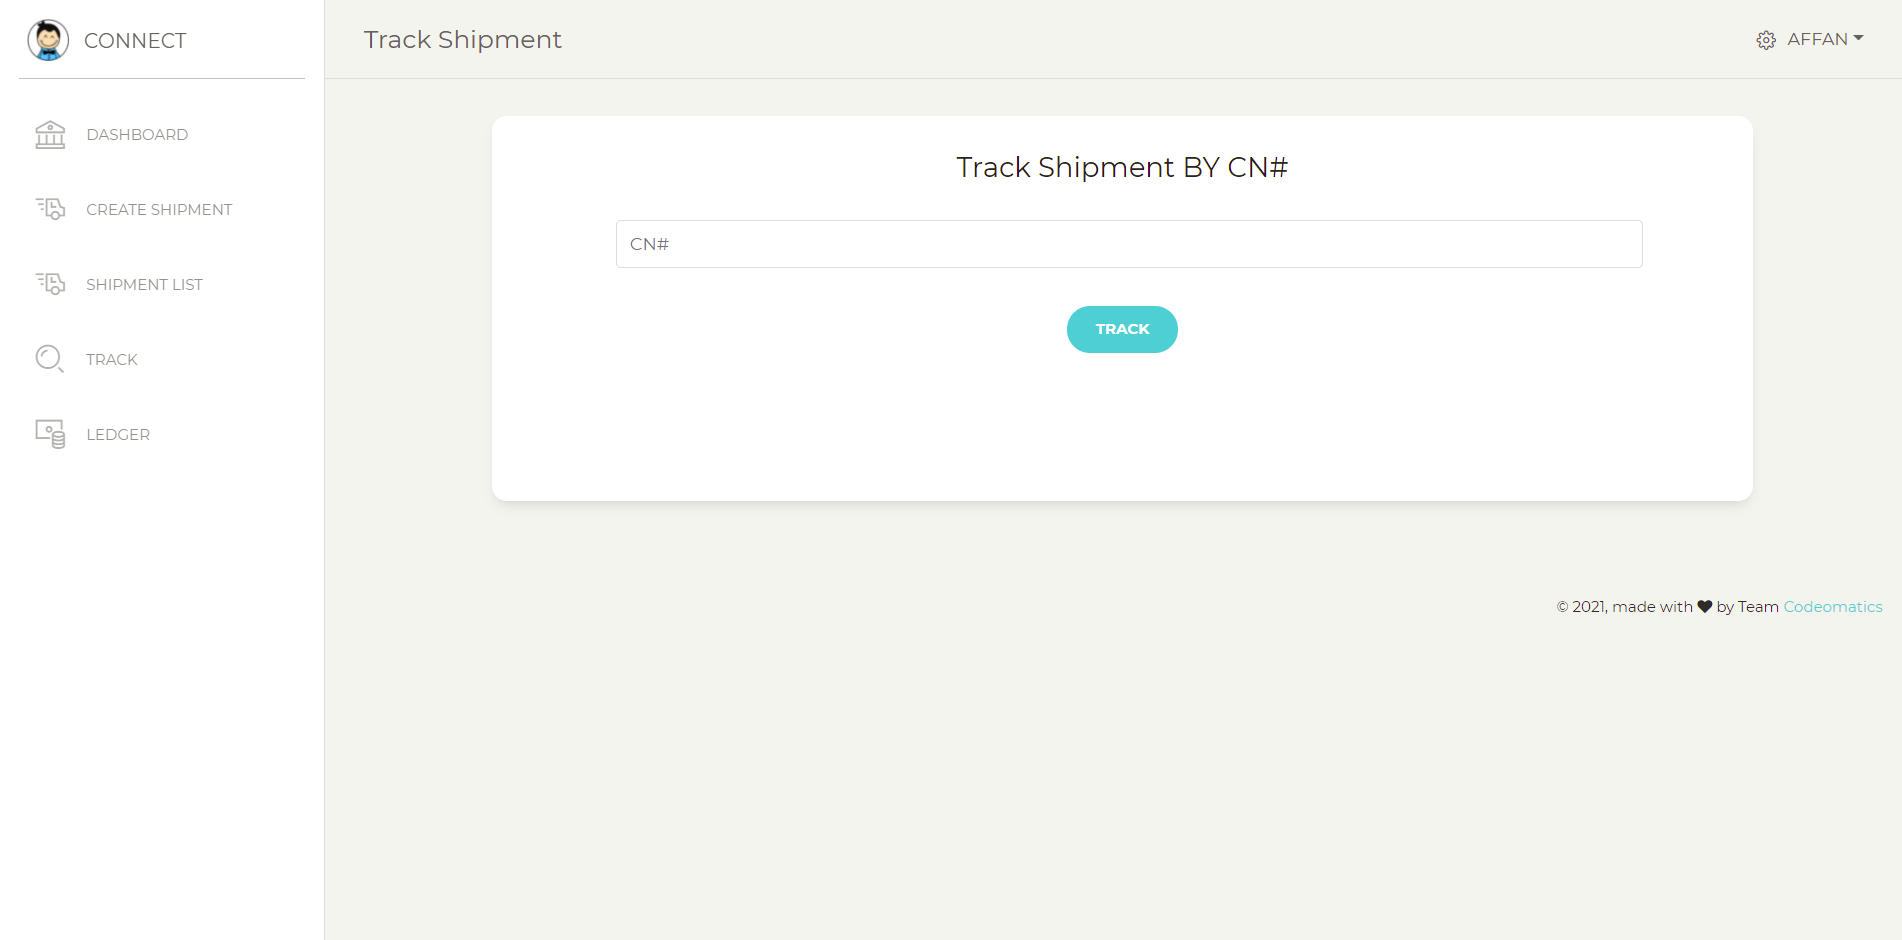 CONNECT
DASHBOARD
CREATE SHIPMENT
SHIPMENT LIST
TRACK
LEDGER
Track Shipment
AFFAN
Track Shipment BY CN#
CN#
TRACK
© 2021, made with ♥ by Team Codeomatics